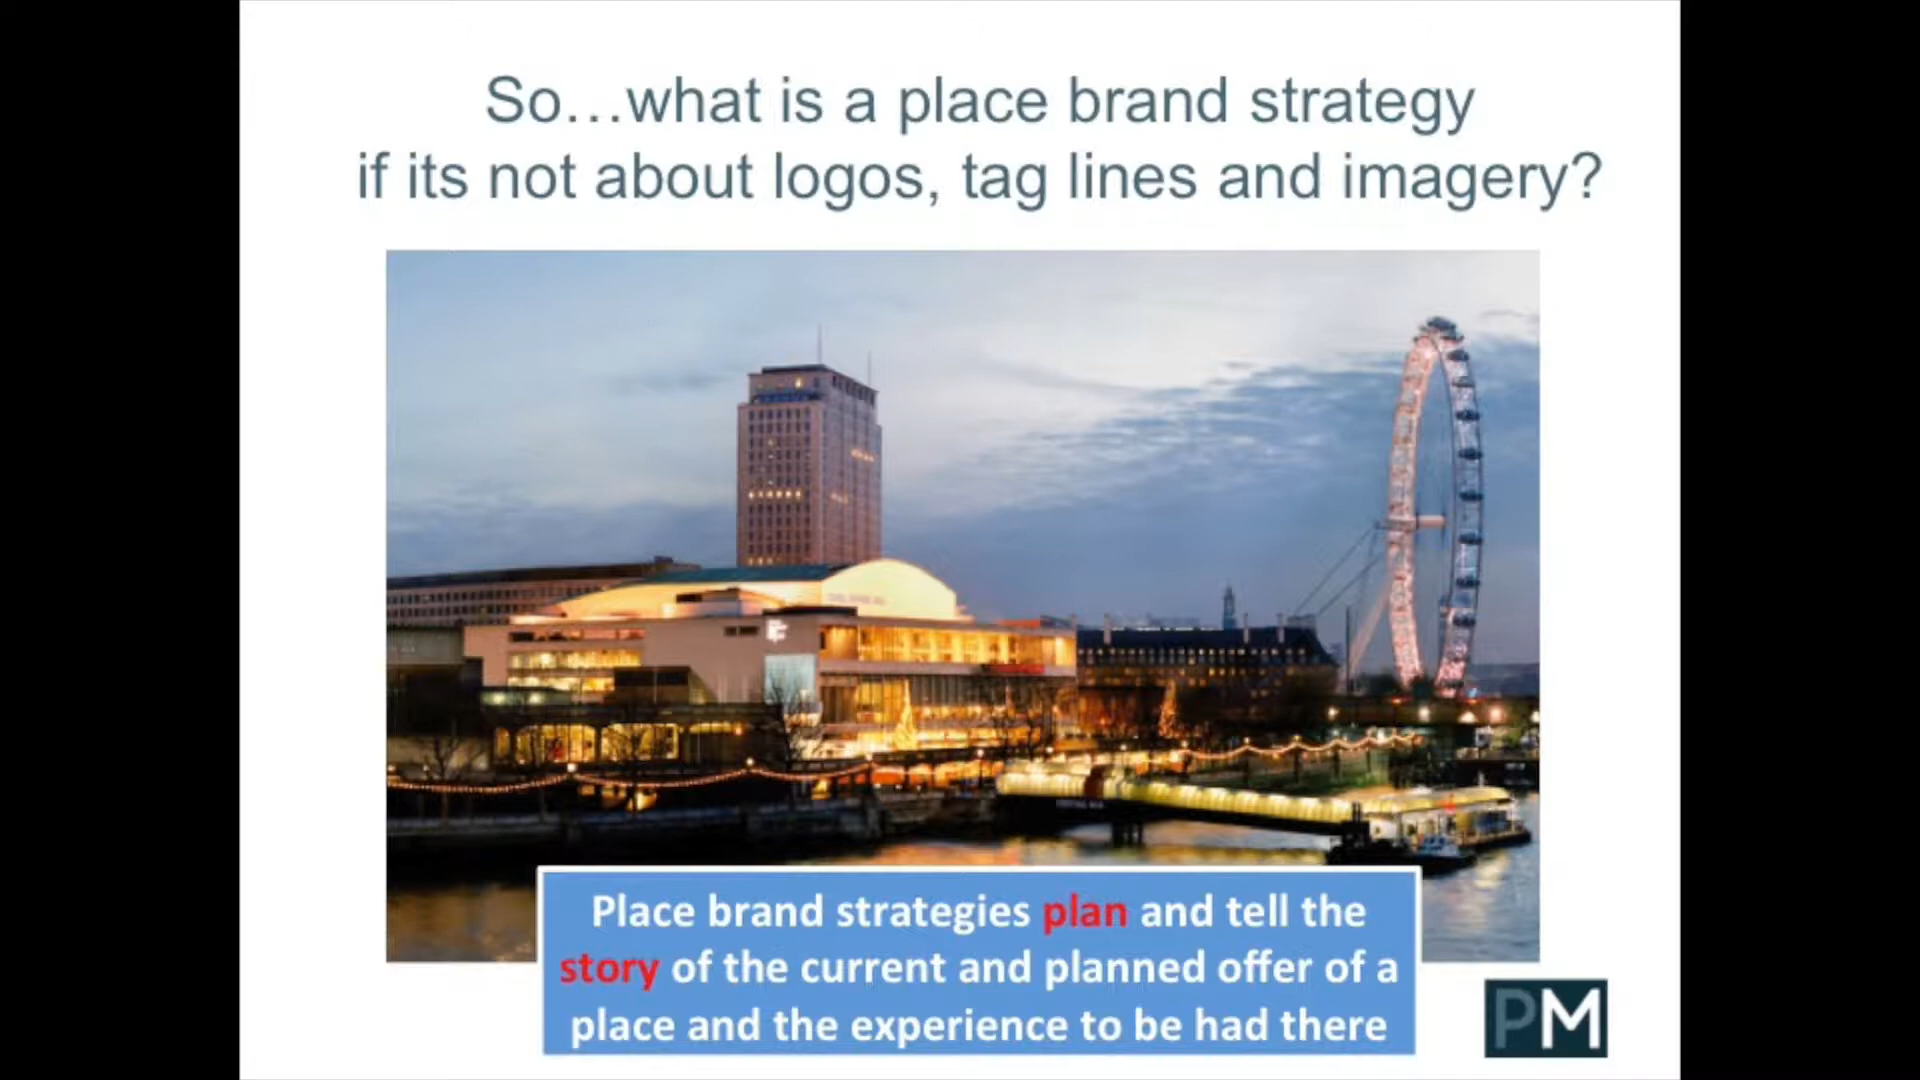 So...what is a place brand strategy
if its not about logos, tag lines and imagery?
Place brand strategies plan and tell the
story of the current and planned offer of a
place and the experience to be had there
PM